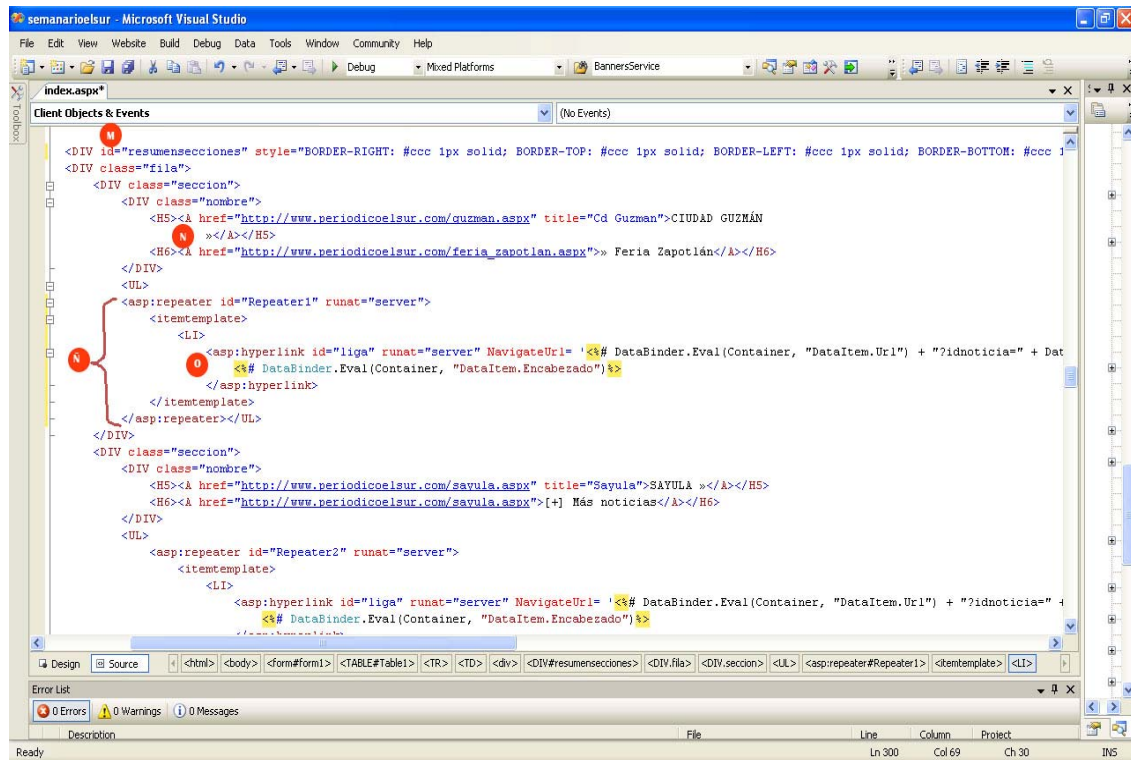 semanarioelsur - Microsoft Visual Studio
File Edit View Website Build Debug Data Tools Window Community Help
Debug Mixed Platforms BannersService
Toolbox
index.aspx*
Client Objects & Events (No Events)
M
<DIV id="resumensecciones" style="BORDER-RIGHT: #ccc 1px solid; BORDER-TOP: #ccc 1px solid; BORDER-LEFT: #ccc 1px solid; BORDER-BOTTOM: #ccc 1
<DIV class="fila">
<DIV class="seccion">
<DIV class="nombre">
<H5><A href="http://www.periodicoelsur.com/guzman.aspx" title="Cd Guzman">CIUDAD GUZMÁN
N »</A></H5>
<H6><A href="http://www.periodicoelsur.com/feria_zapotlan.aspx">» Feria Zapotlán</A></H6>
</DIV>
<UL>
<asp:repeater id="Repeater1" runat="server">
<itemtemplate>
<LI>
Ñ <asp:hyperlink id="liga" runat="server" NavigateUrl= '<%# DataBinder.Eval(Container, "DataItem.Url") + "?idnoticia=" + Dat
O <%# DataBinder.Eval(Container, "DataItem.Encabezado")%>
</asp:hyperlink>
</itemtemplate>
</asp:repeater></UL>
</DIV>
<DIV class="seccion">
<DIV class="nombre">
<H5><A href="http://www.periodicoelsur.com/sayula.aspx" title="Sayula">SAYULA »</A></H5>
<H6><A href="http://www.periodicoelsur.com/sayula.aspx">[+] Más noticias</A></H6>
</DIV>
<UL>
<asp:repeater id="Repeater2" runat="server">
<itemtemplate>
<LI>
<asp:hyperlink id="liga" runat="server" NavigateUrl= '<%# DataBinder.Eval(Container, "DataItem.Url") + "?idnoticia=" +
<%# DataBinder.Eval(Container, "DataItem.Encabezado")%>
Design Source <html> <body> <form#form1> <TABLE#Table1> <TR> <TD> <div> <DIV#resumensecciones> <DIV.fila> <DIV.seccion> <UL> <asp:repeater#Repeater1> <itemtemplate> <LI>
Error List
0 Errors 0 Warnings 0 Messages
Description File Line Column Project
Ready Ln 300 Col 69 Ch 30 INS